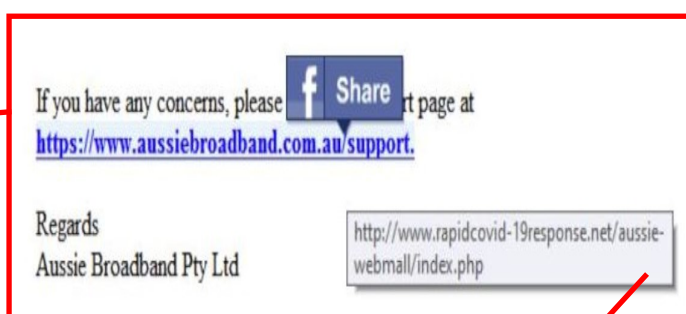 If you have any concerns, please
f Share
rt page at
https://www.aussiebroadband.com.au/support.
Regards
Aussie Broadband Pty Ltd
http://www.rapidcovid-19response.net/aussie-
webmall/index.php